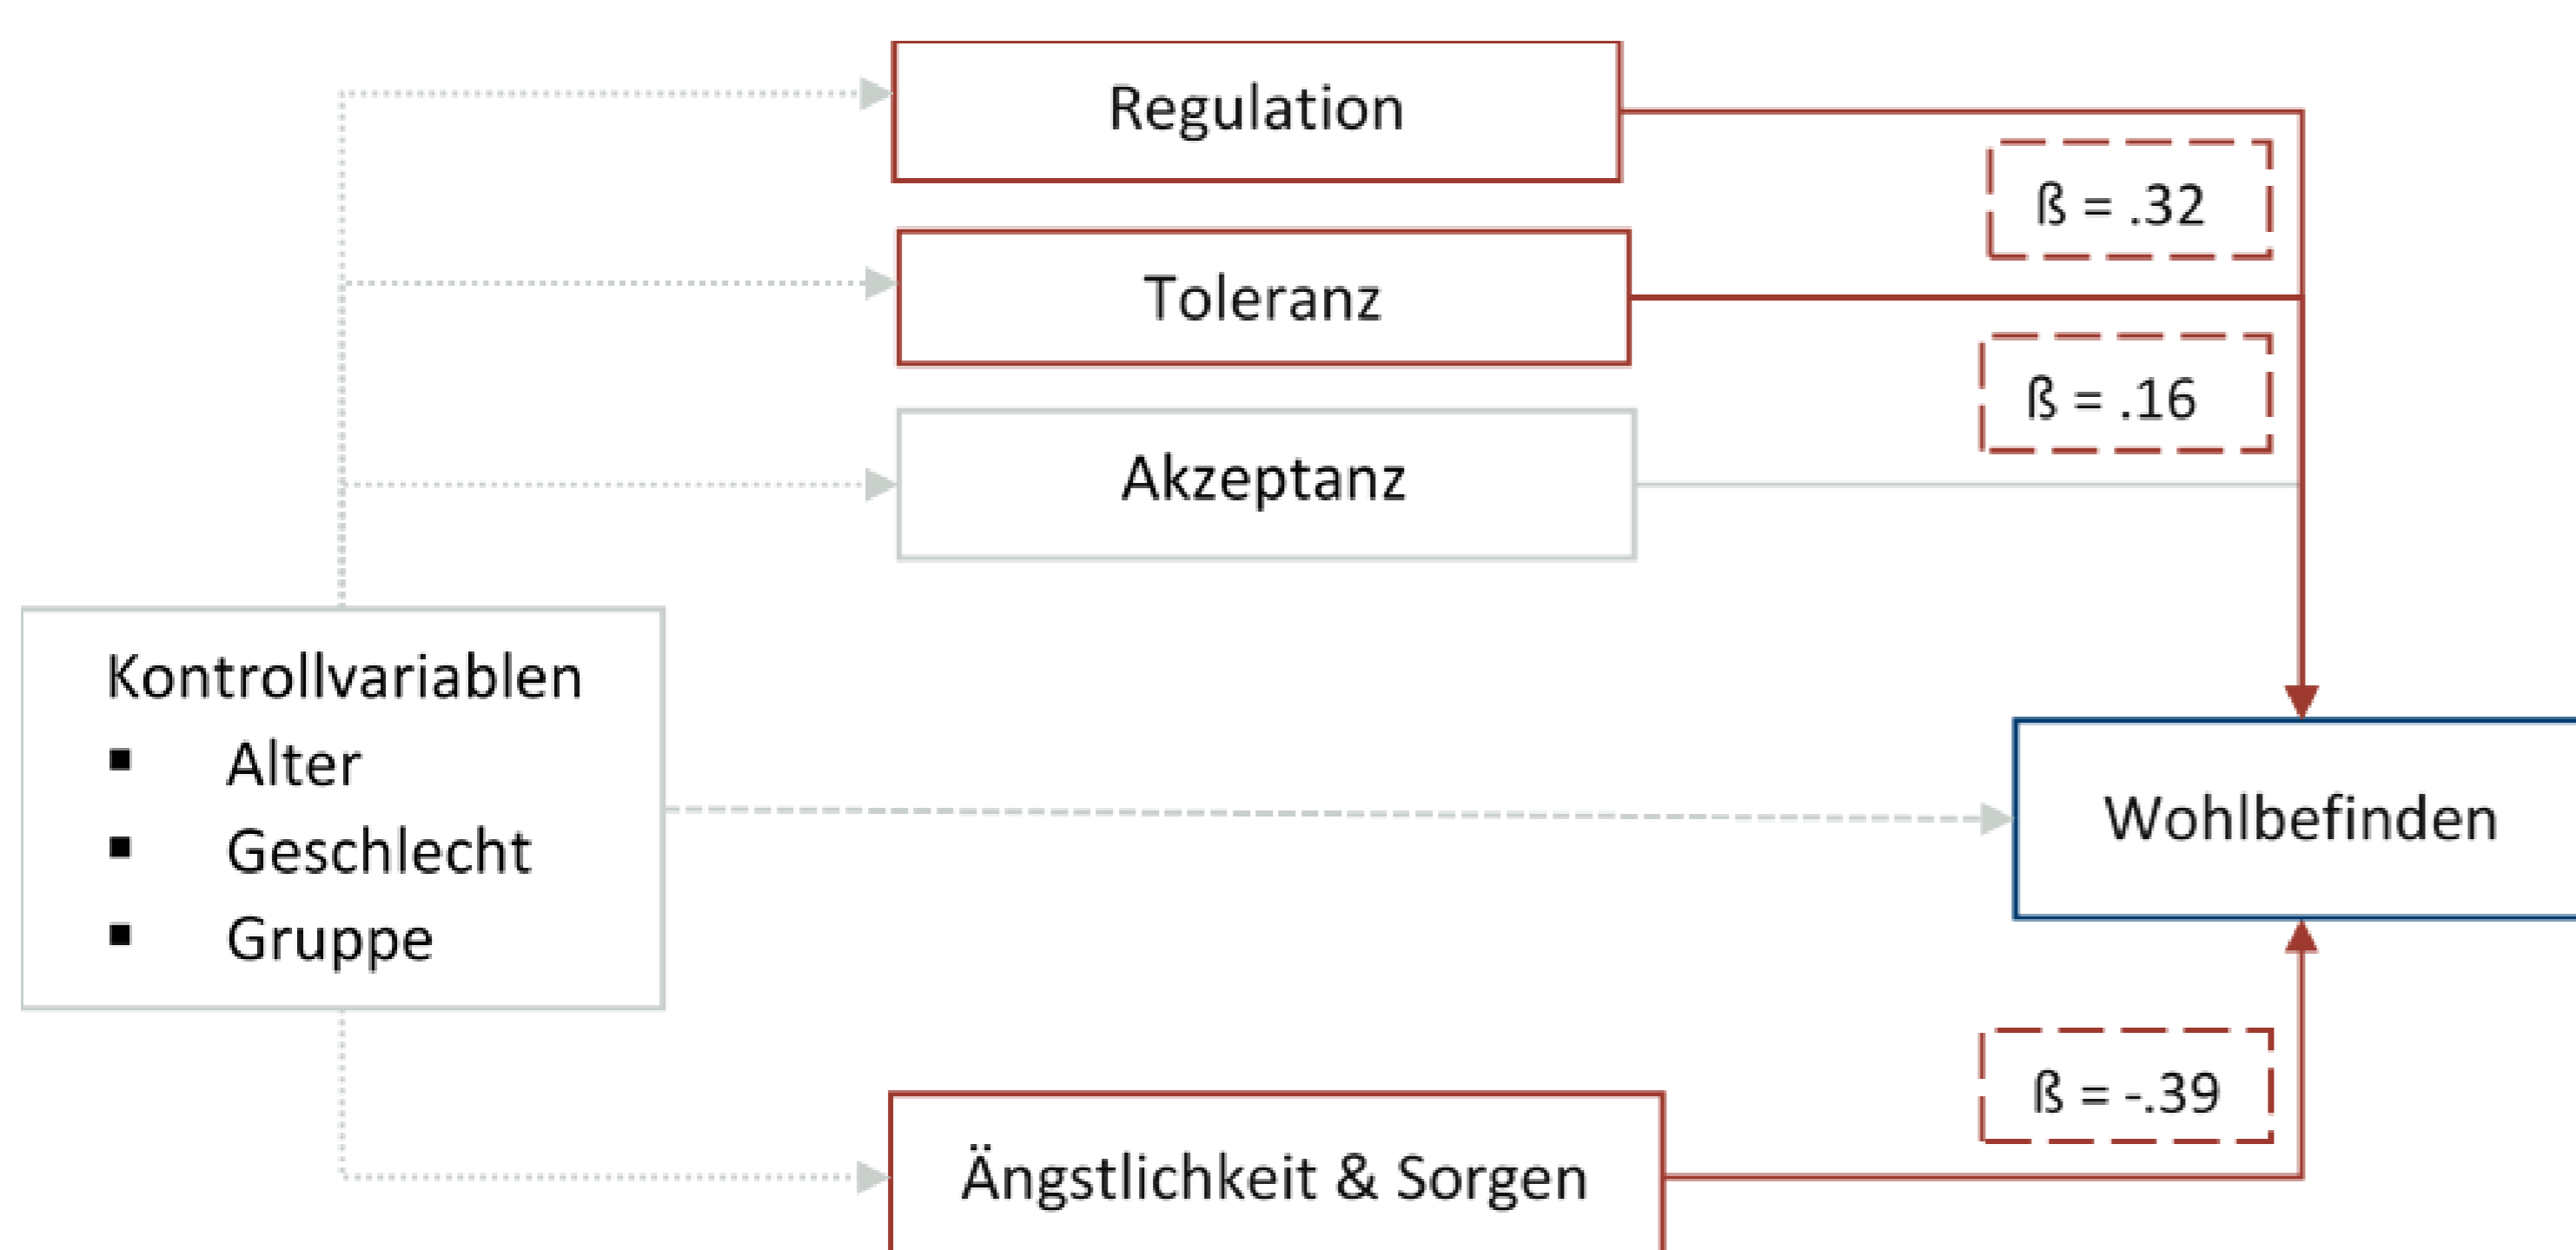 Regulation
ß = .32
Toleranz
ß = .16
Akzeptanz
Kontrollvariablen
▪ Alter
▪ Geschlecht
▪ Gruppe
Wohlbefinden
ß = -.39
Ängstlichkeit & Sorgen